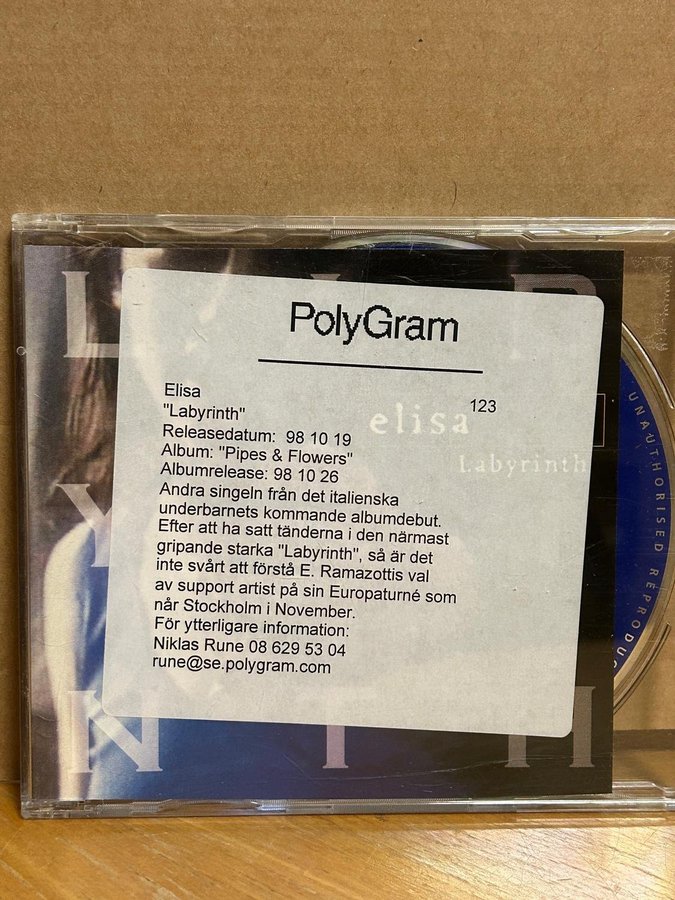 PolyGram
Elisa
"Labyrinth"
123
elisa
Labyrinth
Releasedatum: 98 10 19
Album: "Pipes & Flowers"
Albumrelease: 98 10 26
Andra singeln från det italienska
underbarnets kommande albumdebut.
Efter att ha satt tänderna i den närmast
gripande starka "Labyrinth", så är det
inte svårt att förstå E. Ramazottis val
av support artist på sin Europaturné som
når Stockholm i November.
För ytterligare information:
Niklas Rune 08 629 53 04
rune@se.polygram.com
L B
Y
N T H
UNAUTHORISED REPRODUC